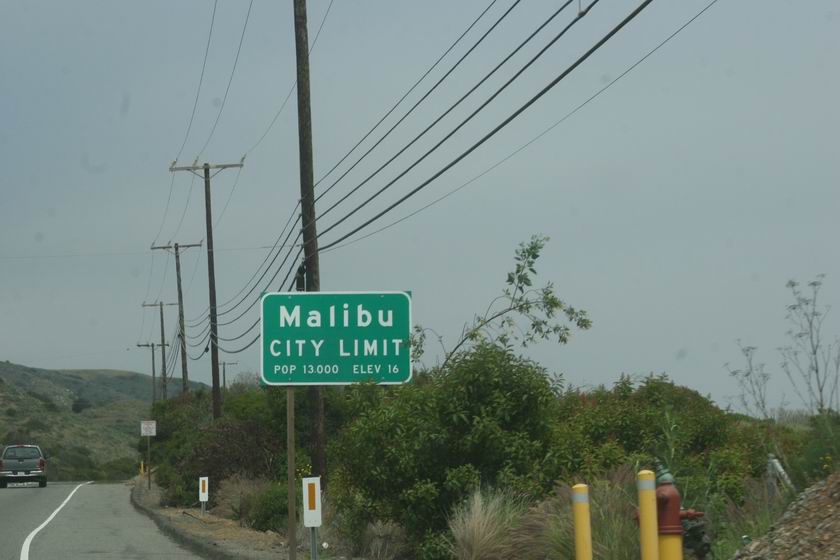 Malibu
CITY LIMIT
POP 13,000 ELEV 16